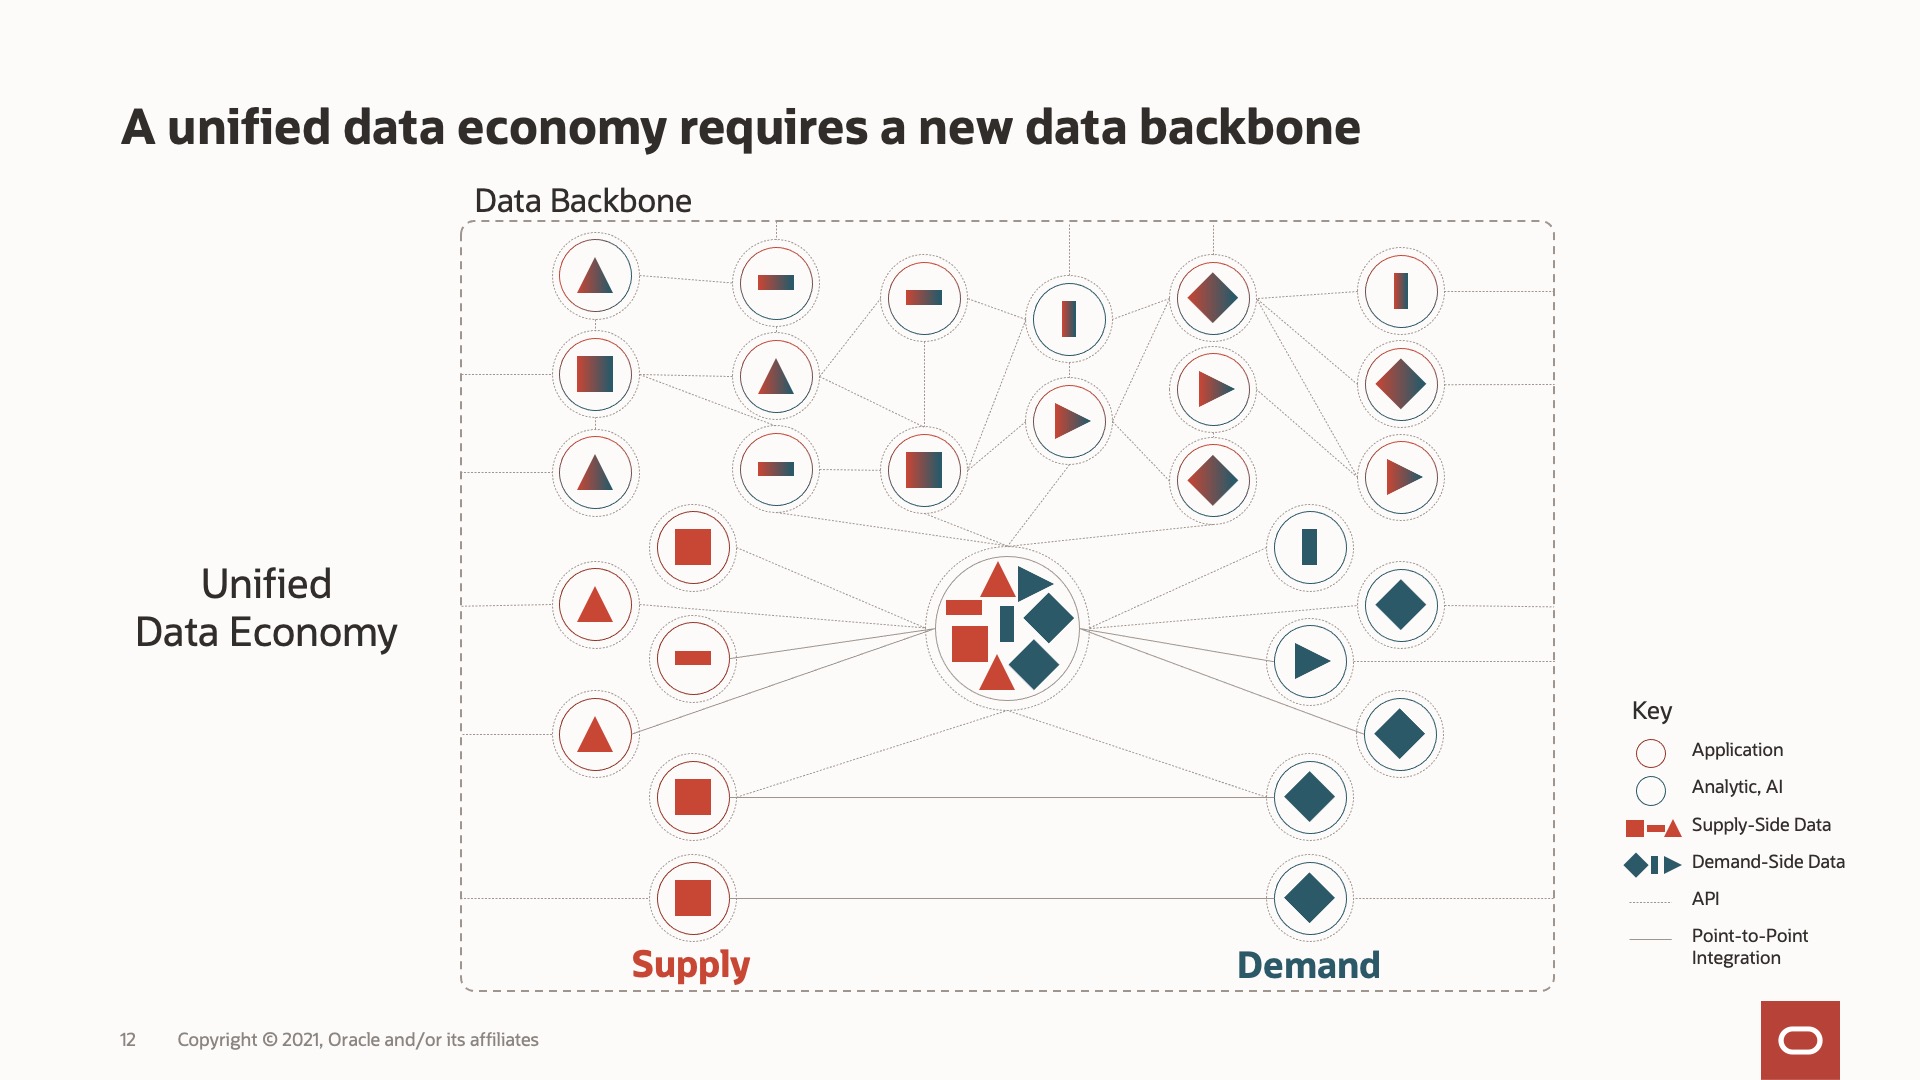 A unified data economy requires a new data backbone
Data Backbone
Unified
Data Economy
Supply
Demand
Key
Application
Analytic, AI
Supply-Side Data
Demand-Side Data
API
Point-to-Point
Integration
12
Copyright © 2021, Oracle and/or its affiliates